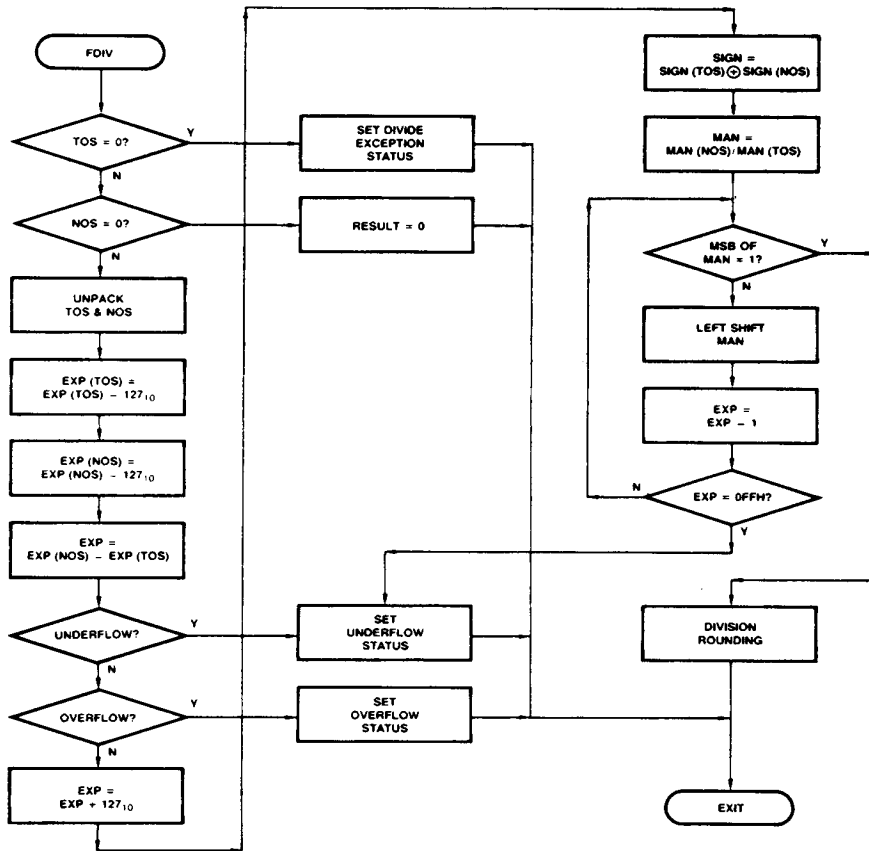 FDIV
TOS = 0?
Y
N
SET DIVIDE
EXCEPTION
STATUS
NOS = 0?
N
RESULT = 0
UNPACK
TOS & NOS
EXP (TOS) =
EXP (TOS) – 127₁₀
EXP (NOS) =
EXP (NOS) – 127₁₀
EXP =
EXP (NOS) – EXP (TOS)
UNDERFLOW?
Y
N
SET
UNDERFLOW
STATUS
OVERFLOW?
Y
N
SET
OVERFLOW
STATUS
EXP =
EXP + 127₁₀
SIGN =
SIGN (TOS) ⊕ SIGN (NOS)
MAN =
MAN (NOS)/MAN (TOS)
MSB OF
MAN = 1?
Y
N
LEFT SHIFT
MAN
EXP =
EXP – 1
EXP = 0FFH?
N
Y
DIVISION
ROUNDING
EXIT